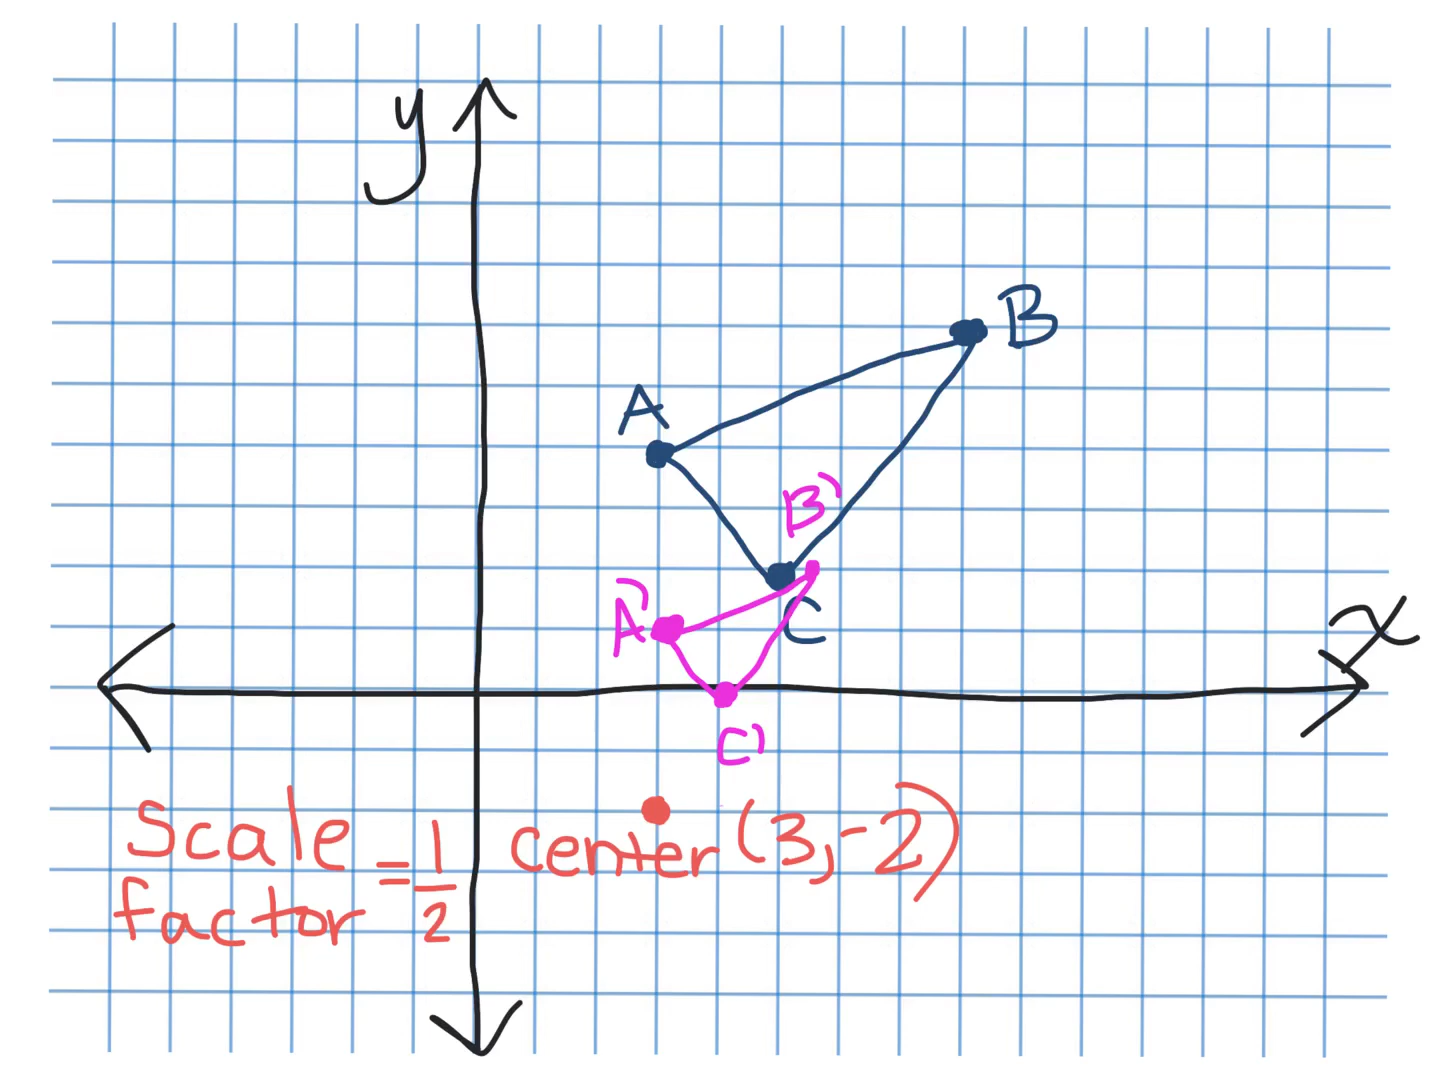 y
B
A
B'
A'
C
x
C'
Scale factor = 1/2
center (3,-2)